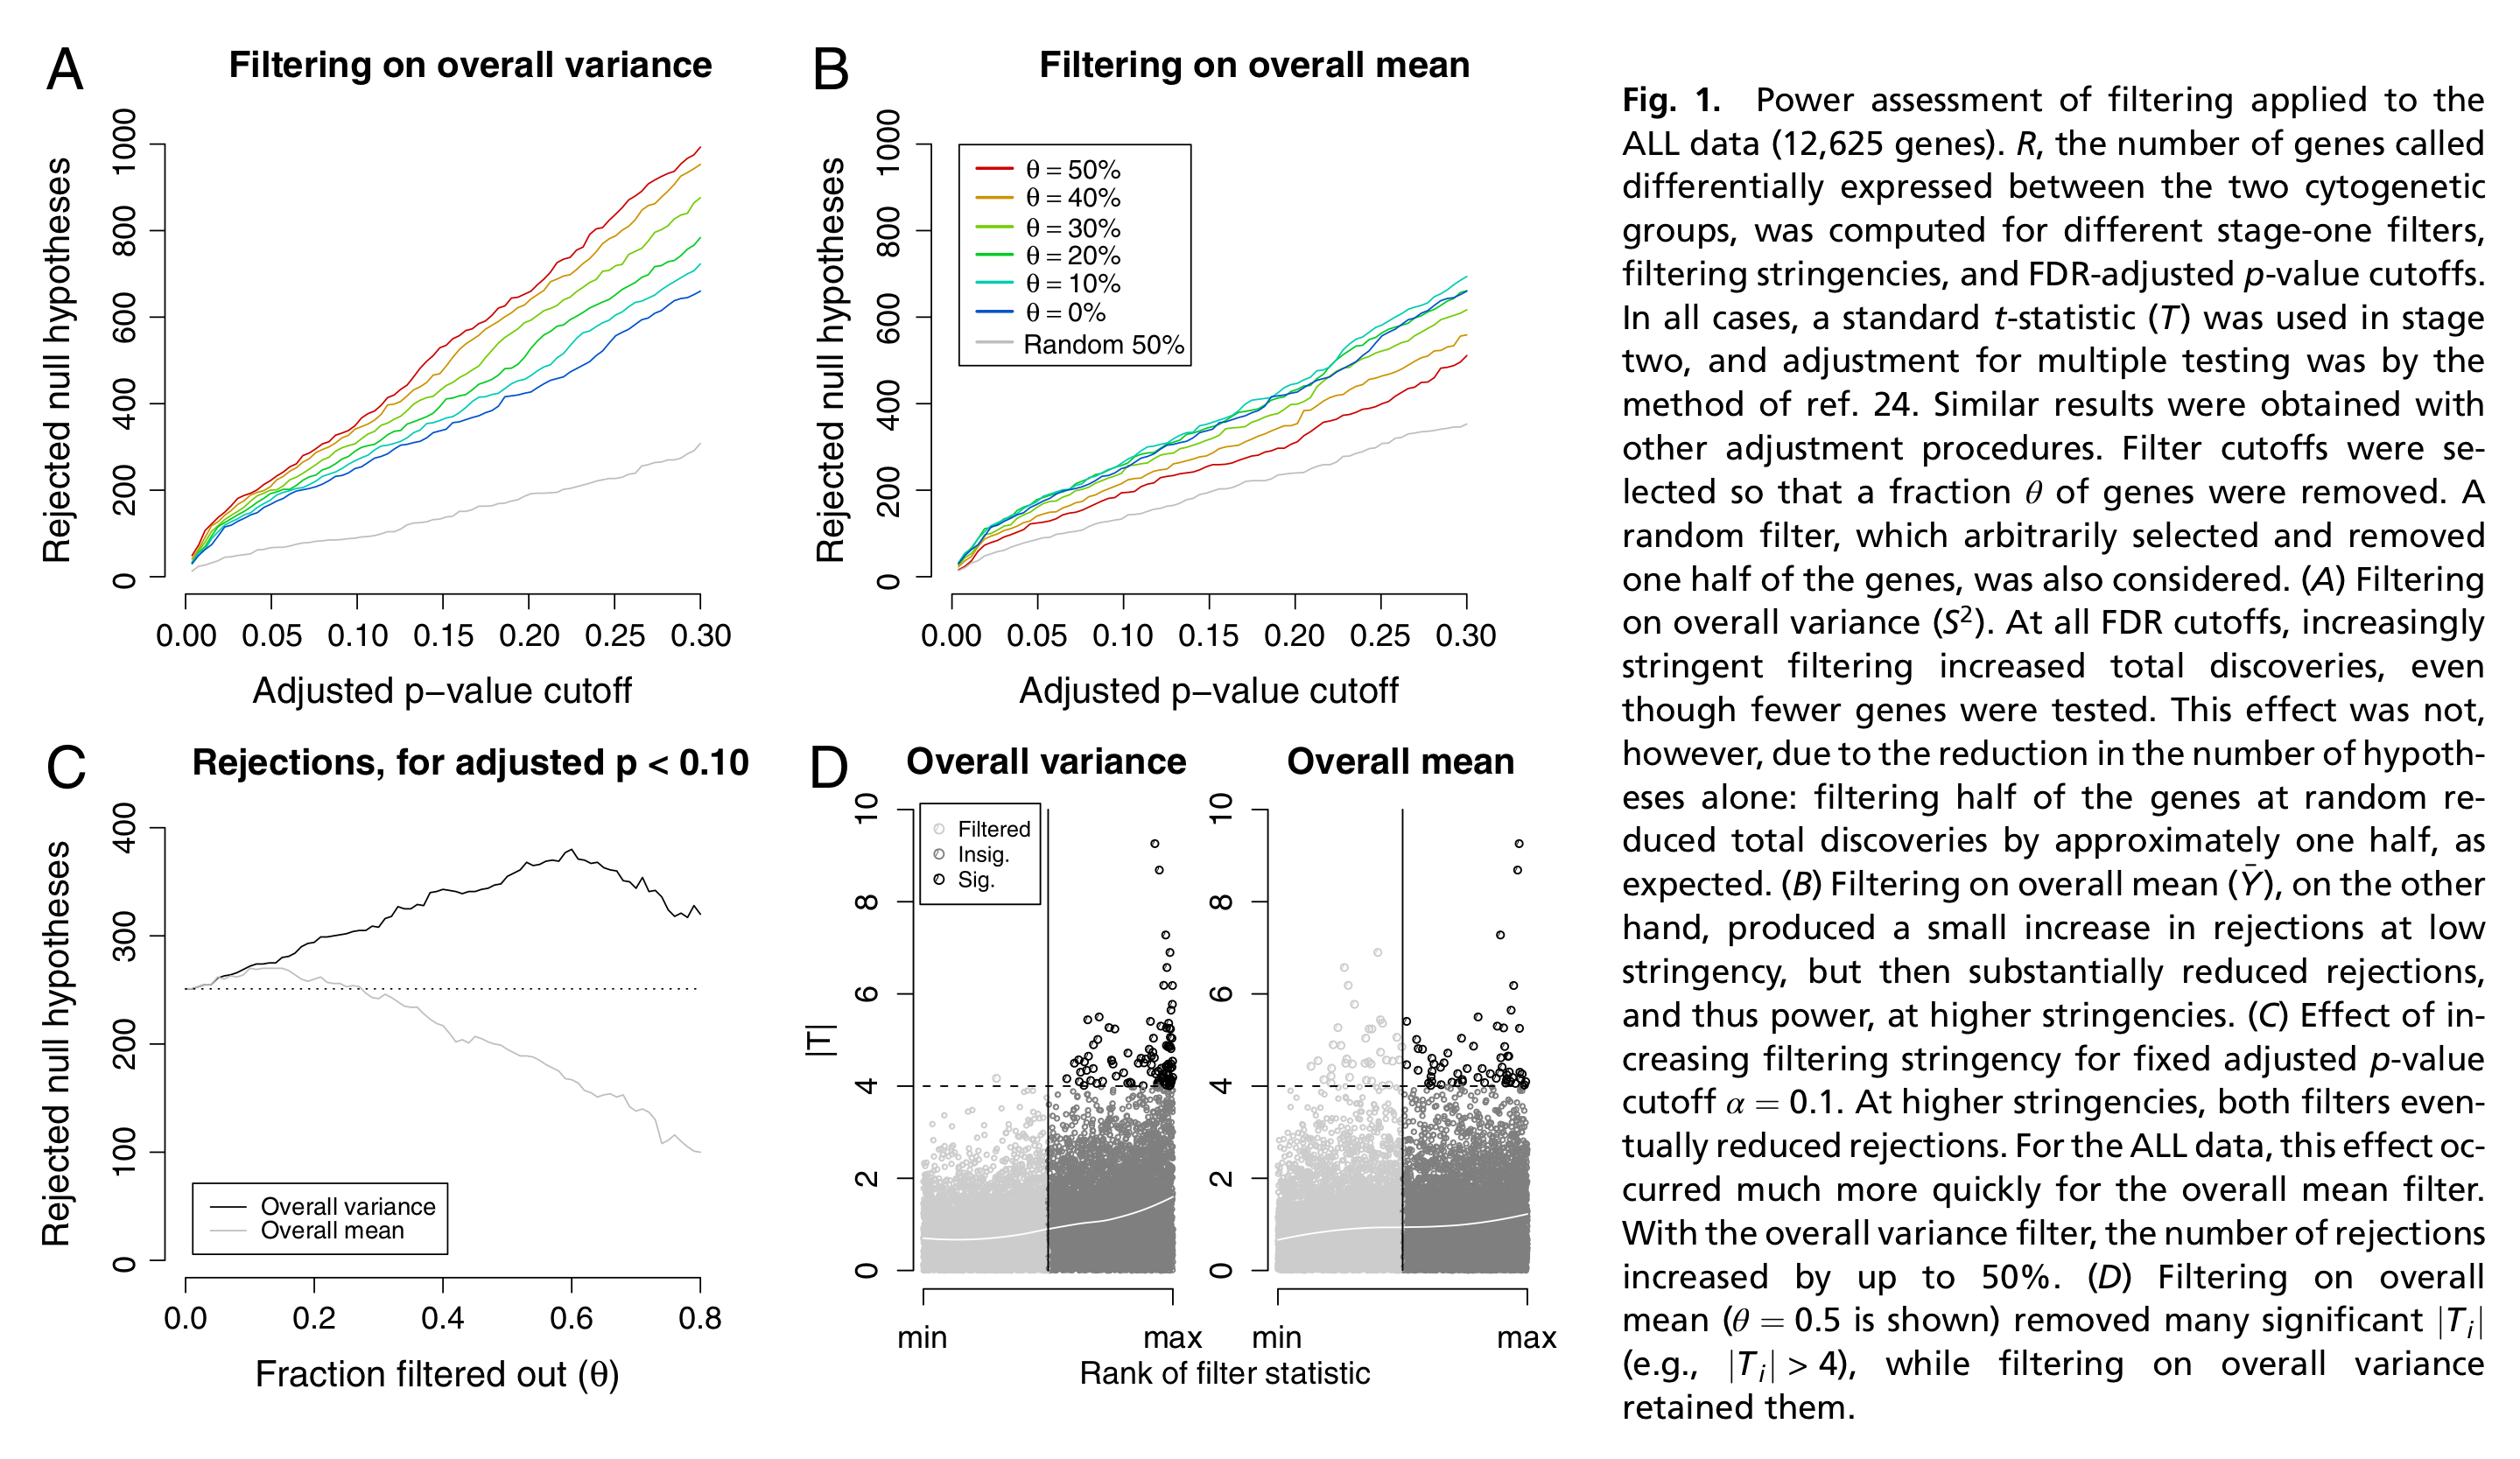 A
Filtering on overall variance
Rejected null hypotheses
0 200 400 600 800 1000
0.00 0.05 0.10 0.15 0.20 0.25 0.30
Adjusted p−value cutoff
B
Filtering on overall mean
Rejected null hypotheses
0 200 400 600 800 1000
θ = 50%
θ = 40%
θ = 30%
θ = 20%
θ = 10%
θ = 0%
Random 50%
0.00 0.05 0.10 0.15 0.20 0.25 0.30
Adjusted p−value cutoff
C
Rejections, for adjusted p < 0.10
Rejected null hypotheses
0 100 200 300 400
Overall variance
Overall mean
0.0 0.2 0.4 0.6 0.8
Fraction filtered out (θ)
D
Overall variance
|T|
0 2 4 6 8 10
Filtered
Insig.
Sig.
min max
Overall mean
0 2 4 6 8 10
min max
Rank of filter statistic
Fig. 1. Power assessment of filtering applied to the
ALL data (12,625 genes). R, the number of genes called
differentially expressed between the two cytogenetic
groups, was computed for different stage-one filters,
filtering stringencies, and FDR-adjusted p-value cutoffs.
In all cases, a standard t-statistic (T) was used in stage
two, and adjustment for multiple testing was by the
method of ref. 24. Similar results were obtained with
other adjustment procedures. Filter cutoffs were se-
lected so that a fraction θ of genes were removed. A
random filter, which arbitrarily selected and removed
one half of the genes, was also considered. (A) Filtering
on overall variance (S²). At all FDR cutoffs, increasingly
stringent filtering increased total discoveries, even
though fewer genes were tested. This effect was not,
however, due to the reduction in the number of hypoth-
eses alone: filtering half of the genes at random re-
duced total discoveries by approximately one half, as
expected. (B) Filtering on overall mean (Ȳ), on the other
hand, produced a small increase in rejections at low
stringency, but then substantially reduced rejections,
and thus power, at higher stringencies. (C) Effect of in-
creasing filtering stringency for fixed adjusted p-value
cutoff α = 0.1. At higher stringencies, both filters even-
tually reduced rejections. For the ALL data, this effect oc-
curred much more quickly for the overall mean filter.
With the overall variance filter, the number of rejections
increased by up to 50%. (D) Filtering on overall
mean (θ = 0.5 is shown) removed many significant |Tᵢ|
(e.g., |Tᵢ| > 4), while filtering on overall variance
retained them.